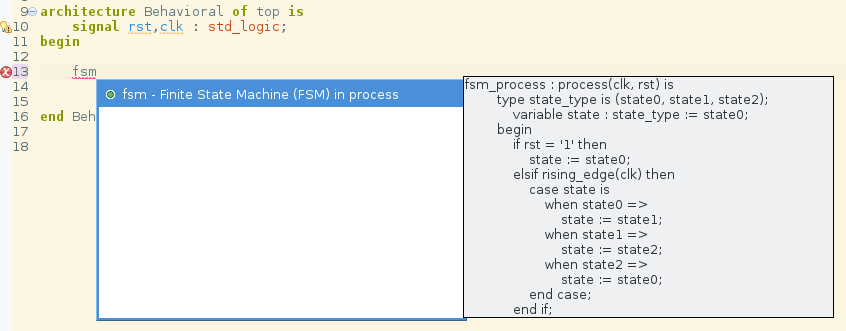 9 architecture Behavioral of top is
10 signal rst,clk : std_logic;
11 begin
12
13 fsm
14
15
16 end Beh
17
18
fsm - Finite State Machine (FSM) in process
fsm_process : process(clk, rst) is
type state_type is (state0, state1, state2);
variable state : state_type := state0;
begin
if rst = '1' then
state := state0;
elsif rising_edge(clk) then
case state is
when state0 =>
state := state1;
when state1 =>
state := state2;
when state2 =>
state := state0;
end case;
end if;